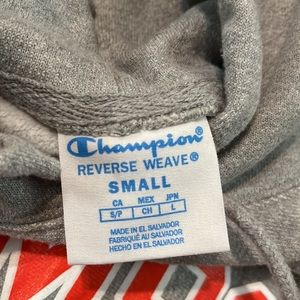 Champion®
REVERSE WEAVE®
SMALL
CA MEX JPN
S/P CH L
MADE IN EL SALVADOR
FABRIQUÉ AU SALVADOR
HECHO EN EL SALVADOR